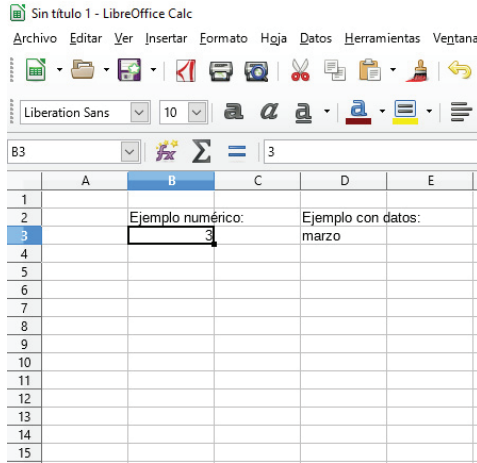 Sin título 1 - LibreOffice Calc
Archivo Editar Ver Insertar Formato Hoja Datos Herramientas Ventana
Liberation Sans 10 a a a a
B3 fx Σ = 3
A B C D E
1
2 Ejemplo numérico: Ejemplo con datos:
3 3 marzo
4
5
6
7
8
9
10
11
12
13
14
15